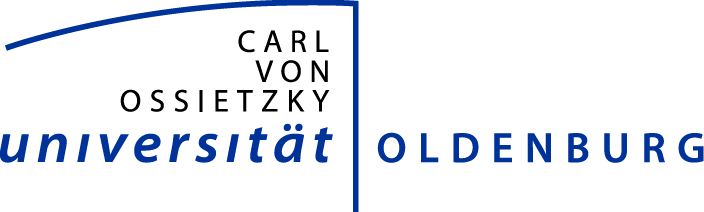 CARL
VON
OSSIETZKY
universität OLDENBURG